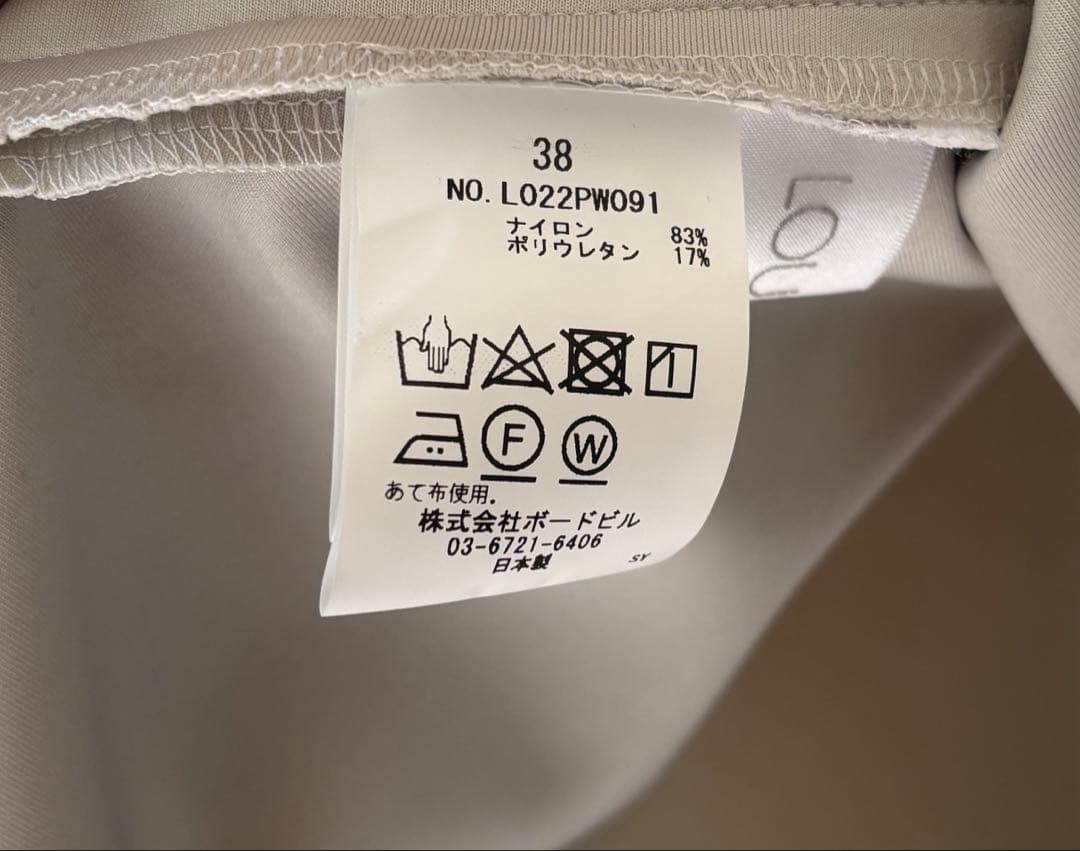 38
NO. L022PW091
ナイロン 83%
ポリウレタン 17%
F W
あて布使用.
株式会社ボードビル
03-6721-6406
日本製 SY